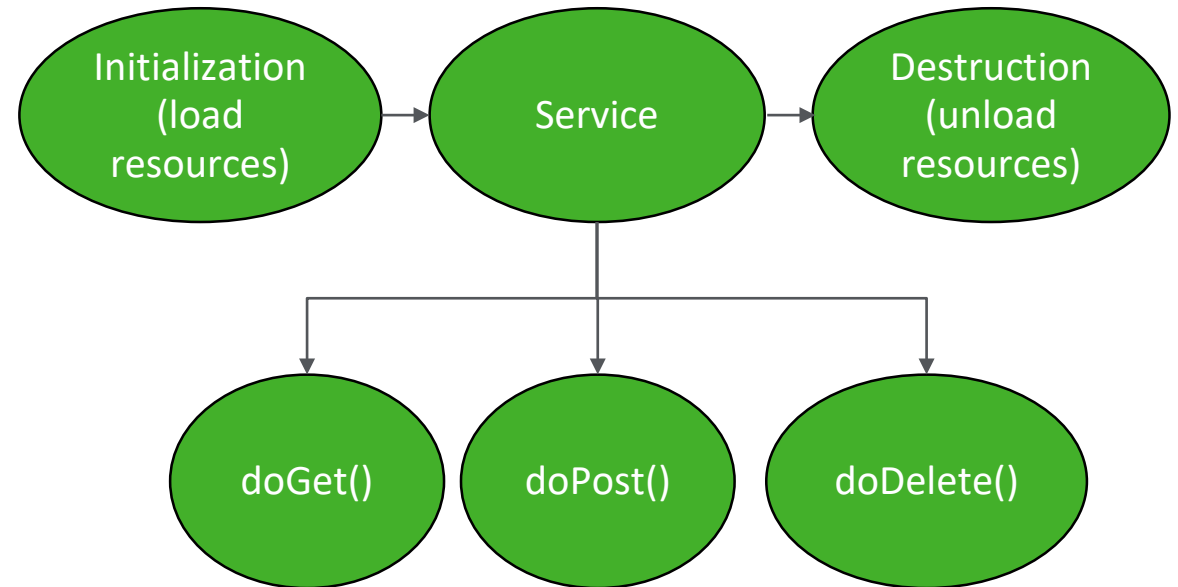 Initialization
(load
resources)
Service
Destruction
(unload
resources)
doGet()
doPost()
doDelete()